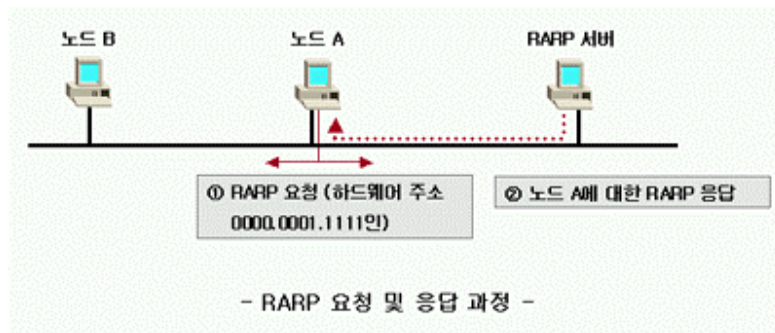 노드 B
노드 A
RARP 서버
① RARP 요청 (하드웨어 주소
0000.0001.1111인)
② 노드 A에 대한 RARP 응답
- RARP 요청 및 응답 과정 -